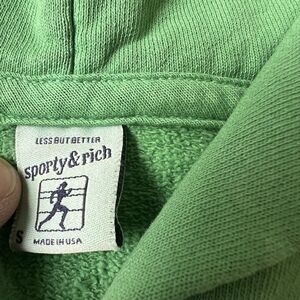 LESS BUT BETTER
sporty & rich
S
MADE IN USA